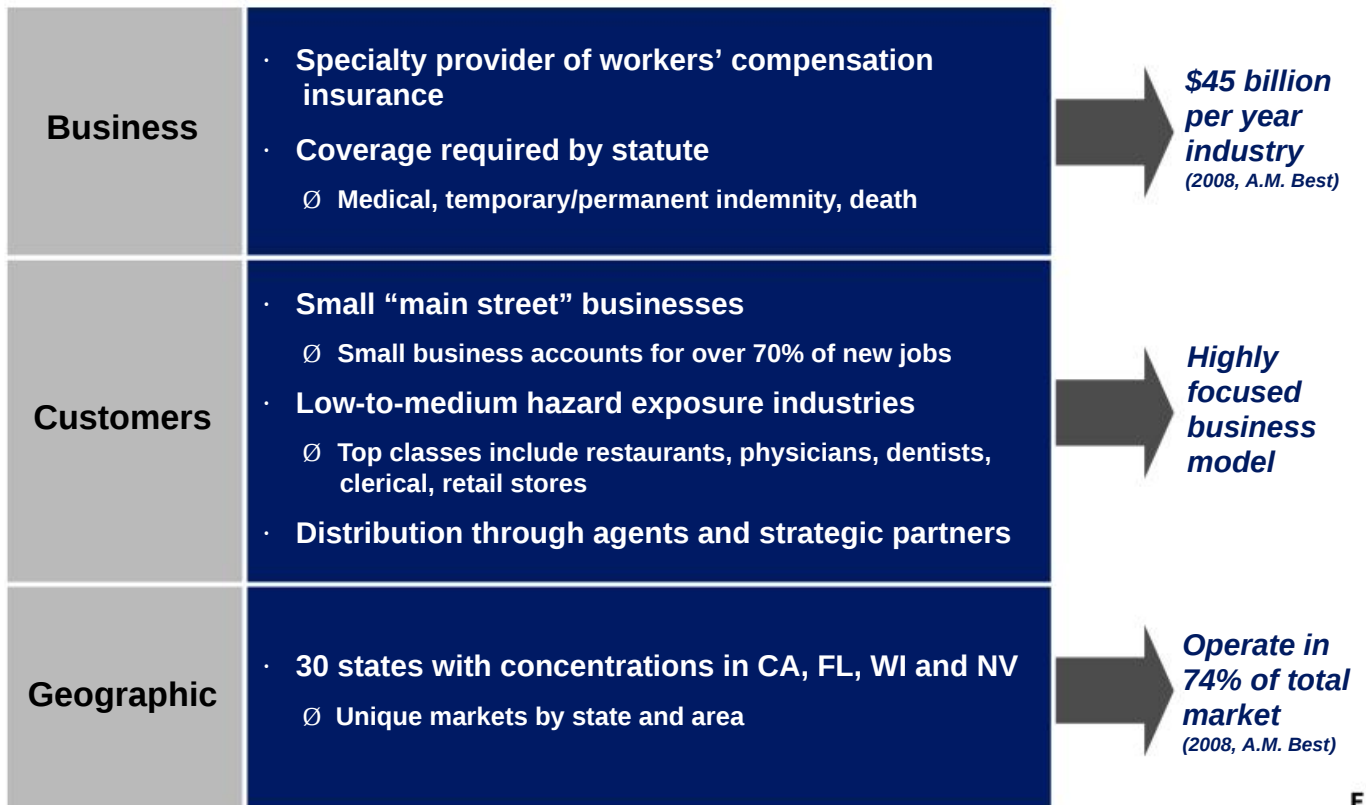 Business
· Specialty provider of workers’ compensation
insurance
· Coverage required by statute
Ø Medical, temporary/permanent indemnity, death
$45 billion
per year
industry
(2008, A.M. Best)
Customers
· Small “main street” businesses
Ø Small business accounts for over 70% of new jobs
· Low-to-medium hazard exposure industries
Ø Top classes include restaurants, physicians, dentists,
clerical, retail stores
· Distribution through agents and strategic partners
Highly
focused
business
model
Geographic
· 30 states with concentrations in CA, FL, WI and NV
Ø Unique markets by state and area
Operate in
74% of total
market
(2008, A.M. Best)